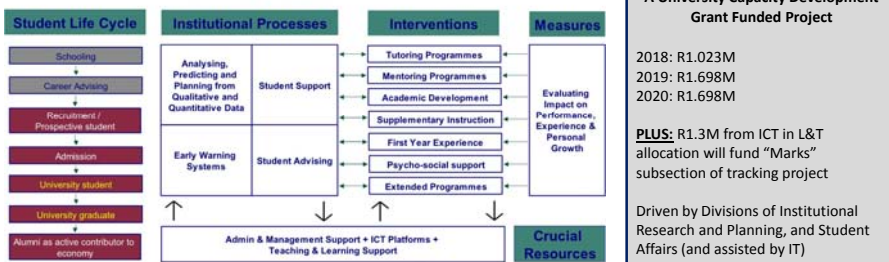 Student Life Cycle
Schooling
Career Advising
Recruitment /
Prospective student
Admission
University student
University graduate
Alumni as active contributor to
economy
Institutional Processes
Analysing,
Predicting and
Planning from
Qualitative and
Quantitative Data
Student Support
Early Warning
Systems
Student Advising
Interventions
Tutoring Programmes
Mentoring Programmes
Academic Development
Supplementary Instruction
First Year Experience
Psycho-social support
Extended Programmes
Measures
Evaluating
Impact on
Performance,
Experience &
Personal
Growth
Admin & Management Support + ICT Platforms +
Teaching & Learning Support
Crucial
Resources
A University Capacity Development
Grant Funded Project
2018: R1.023M
2019: R1.698M
2020: R1.698M
PLUS: R1.3M from ICT in L&T
allocation will fund “Marks”
subsection of tracking project
Driven by Divisions of Institutional
Research and Planning, and Student
Affairs (and assisted by IT)